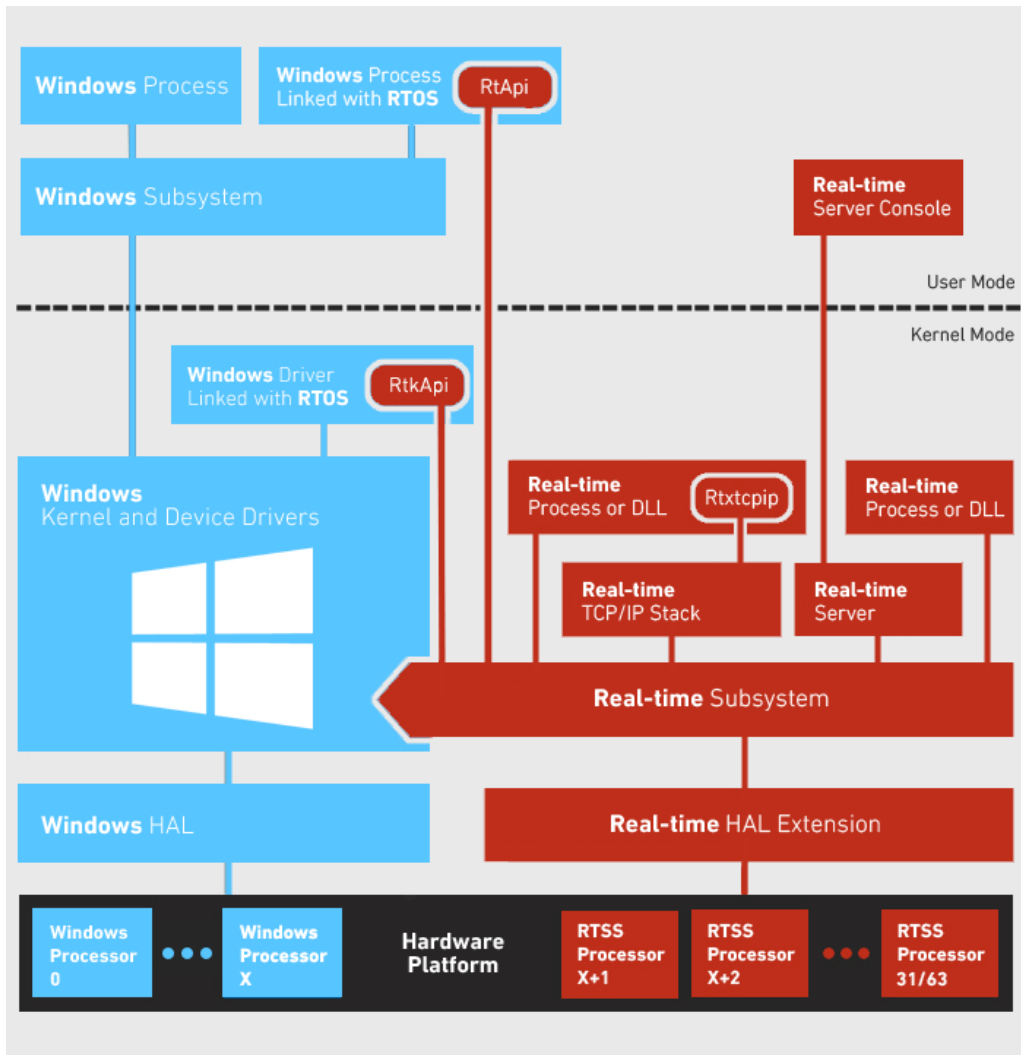 Windows Process
Windows Process
Linked with RTOS
RtApi
Windows Subsystem
Real-time
Server Console
User Mode
Kernel Mode
Windows Driver
Linked with RTOS
RtkApi
Windows
Kernel and Device Drivers
Real-time
Process or DLL
Rtxtcpip
Real-time
Process or DLL
Real-time
TCP/IP Stack
Real-time
Server
Real-time Subsystem
Windows HAL
Real-time HAL Extension
Windows
Processor
0
Windows
Processor
X
Hardware
Platform
RTSS
Processor
X+1
RTSS
Processor
X+2
RTSS
Processor
31/63